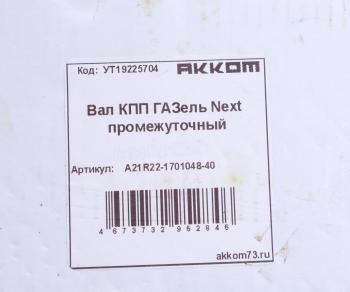 Код: УТ19225704 AKKOM
Вал КПП ГАЗель Next
промежуточный
Артикул: A21R22-1701048-40
4 673732 952846
akkom73.ru